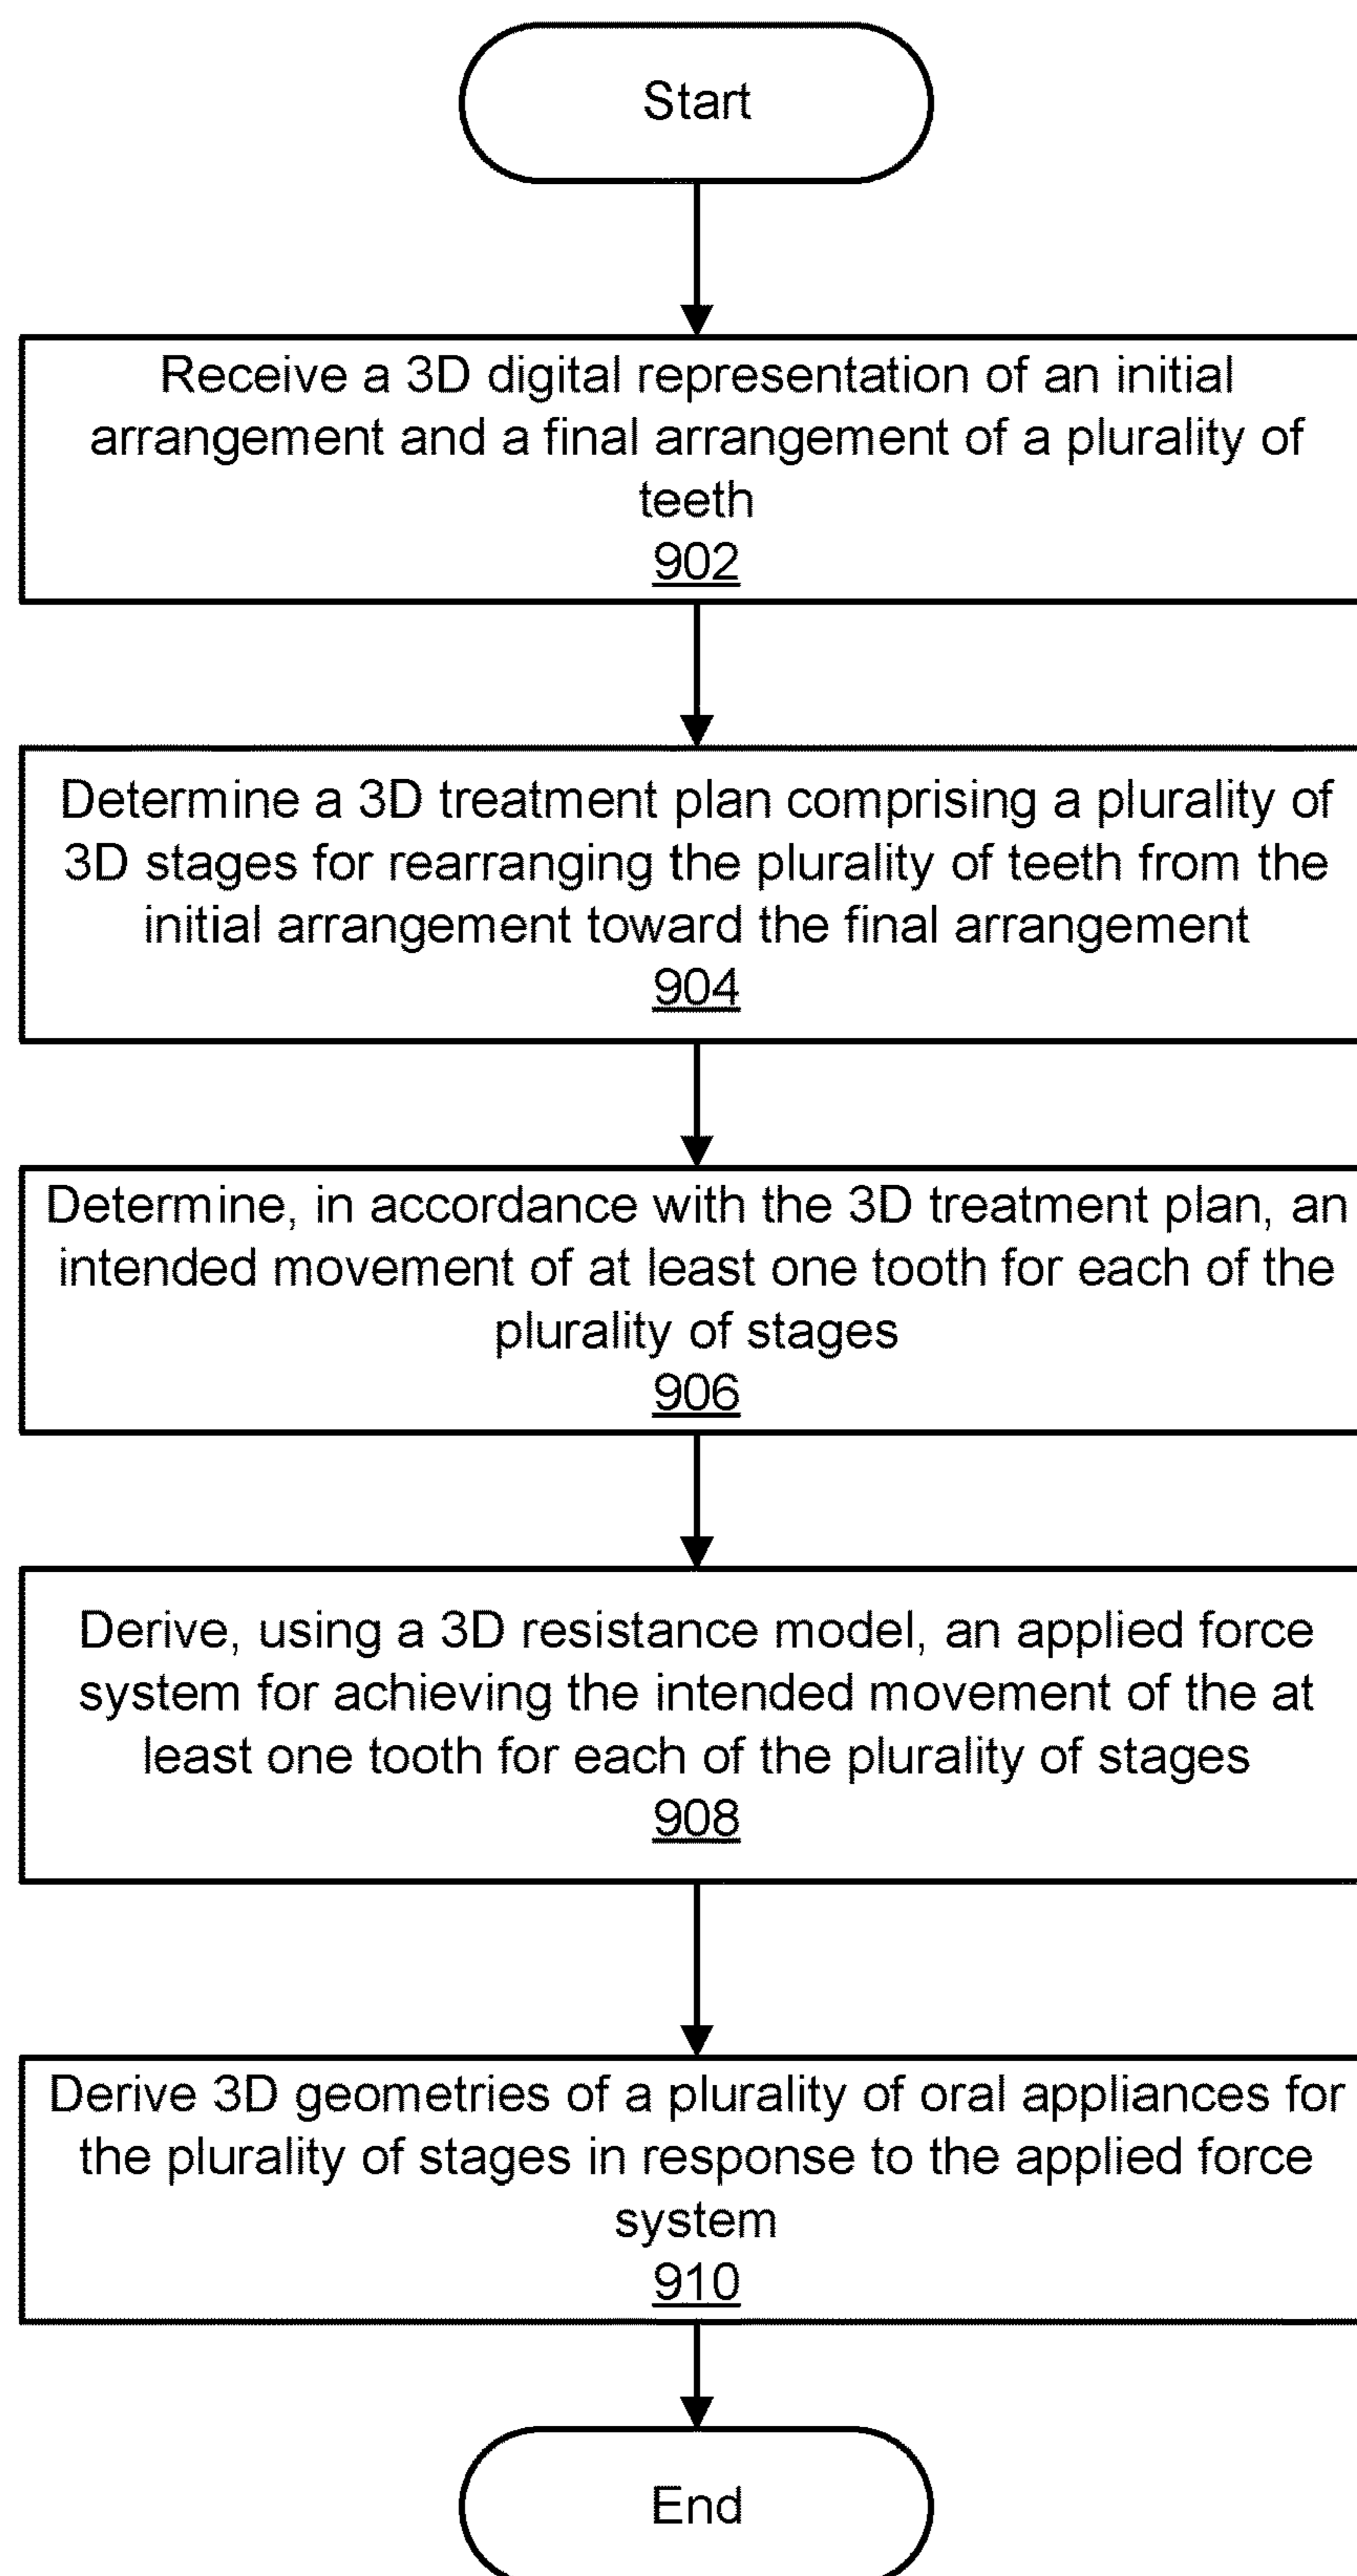 Start
Receive a 3D digital representation of an initial
arrangement and a final arrangement of a plurality of
teeth
902
Determine a 3D treatment plan comprising a plurality of
3D stages for rearranging the plurality of teeth from the
initial arrangement toward the final arrangement
904
Determine, in accordance with the 3D treatment plan, an
intended movement of at least one tooth for each of the
plurality of stages
906
Derive, using a 3D resistance model, an applied force
system for achieving the intended movement of the at
least one tooth for each of the plurality of stages
908
Derive 3D geometries of a plurality of oral appliances for
the plurality of stages in response to the applied force
system
910
End